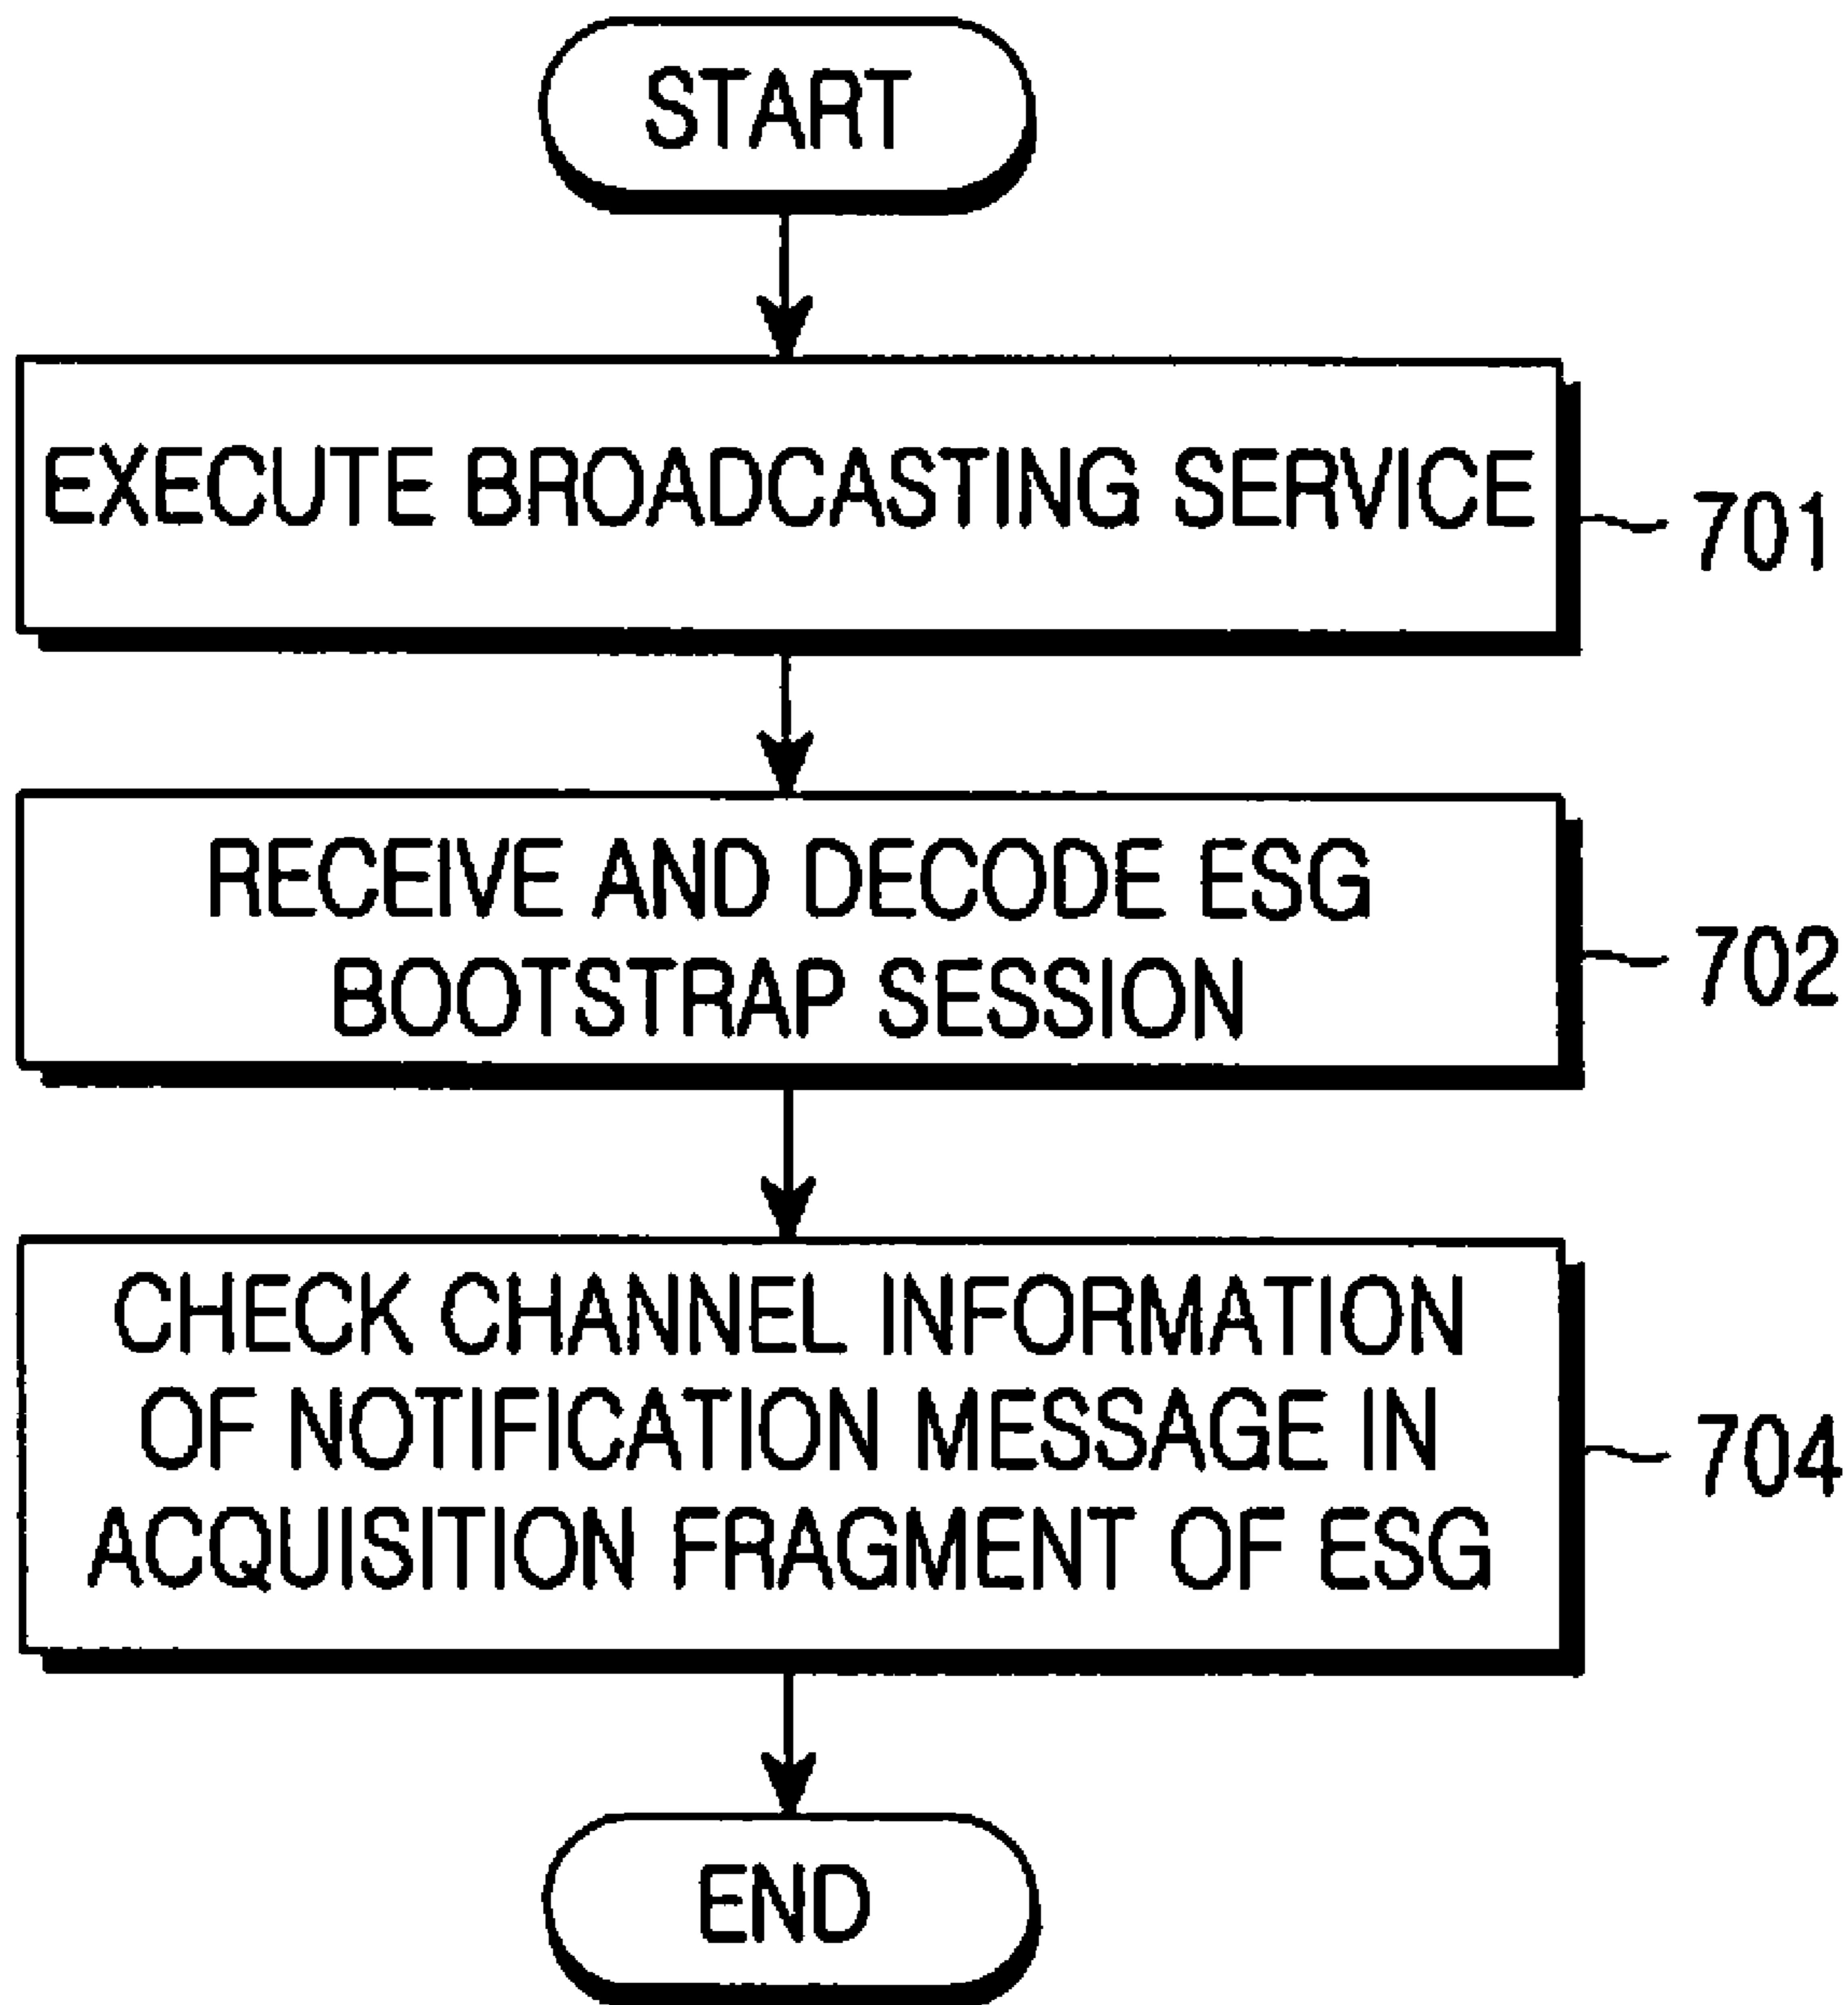 START
EXECUTE BROADCASTING SERVICE
701
RECEIVE AND DECODE ESG
BOOTSTRAP SESSION
702
CHECK CHANNEL INFORMATION
OF NOTIFICATION MESSAGE IN
ACQUISITION FRAGMENT OF ESG
704
END